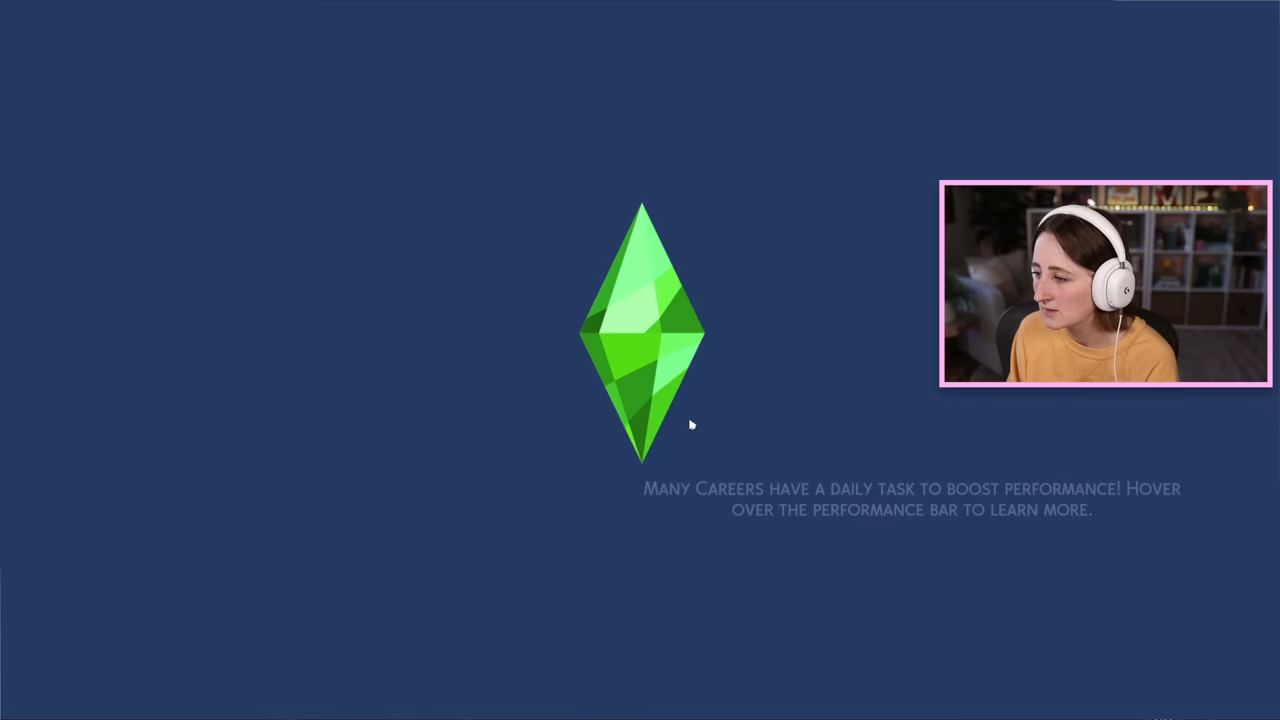 Many Careers have a daily task to boost performance! Hover
over the performance bar to learn more.